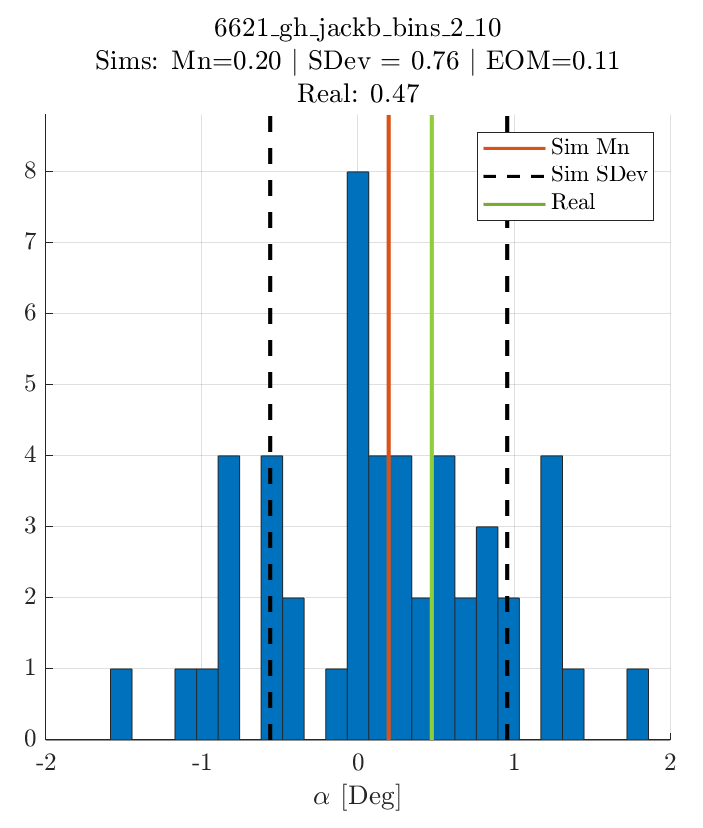 6621_gh_jackb_bins_2_10
Sims: Mn=0.20 | SDev = 0.76 | EOM=0.11
Real: 0.47
Sim Mn
Sim SDev
Real
8
7
6
5
4
3
2
1
0
-2 -1 0 1 2
α [Deg]